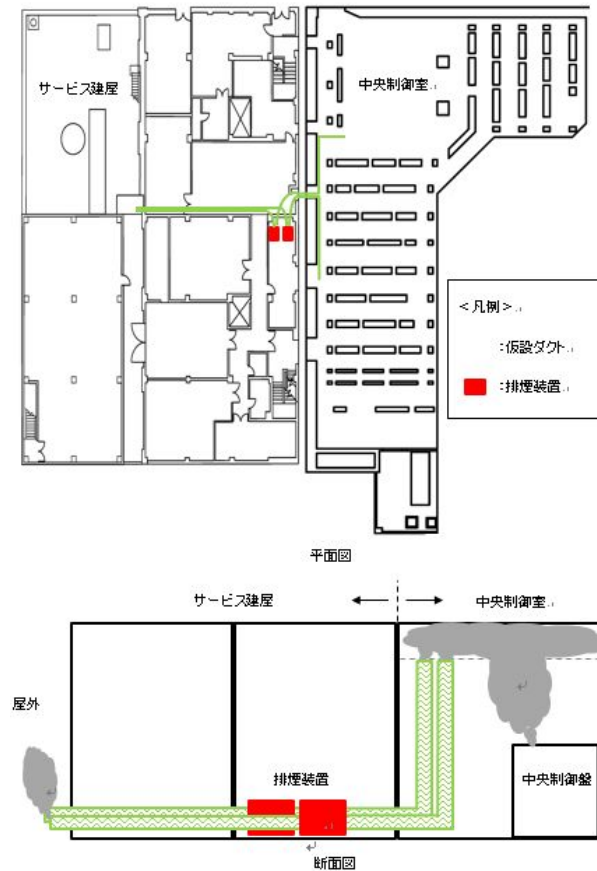 サービス建屋
中央制御室
＜凡例＞
：仮設ダクト
：排煙装置
平面図
サービス建屋
中央制御室
屋外
排煙装置
中央制御盤
断面図